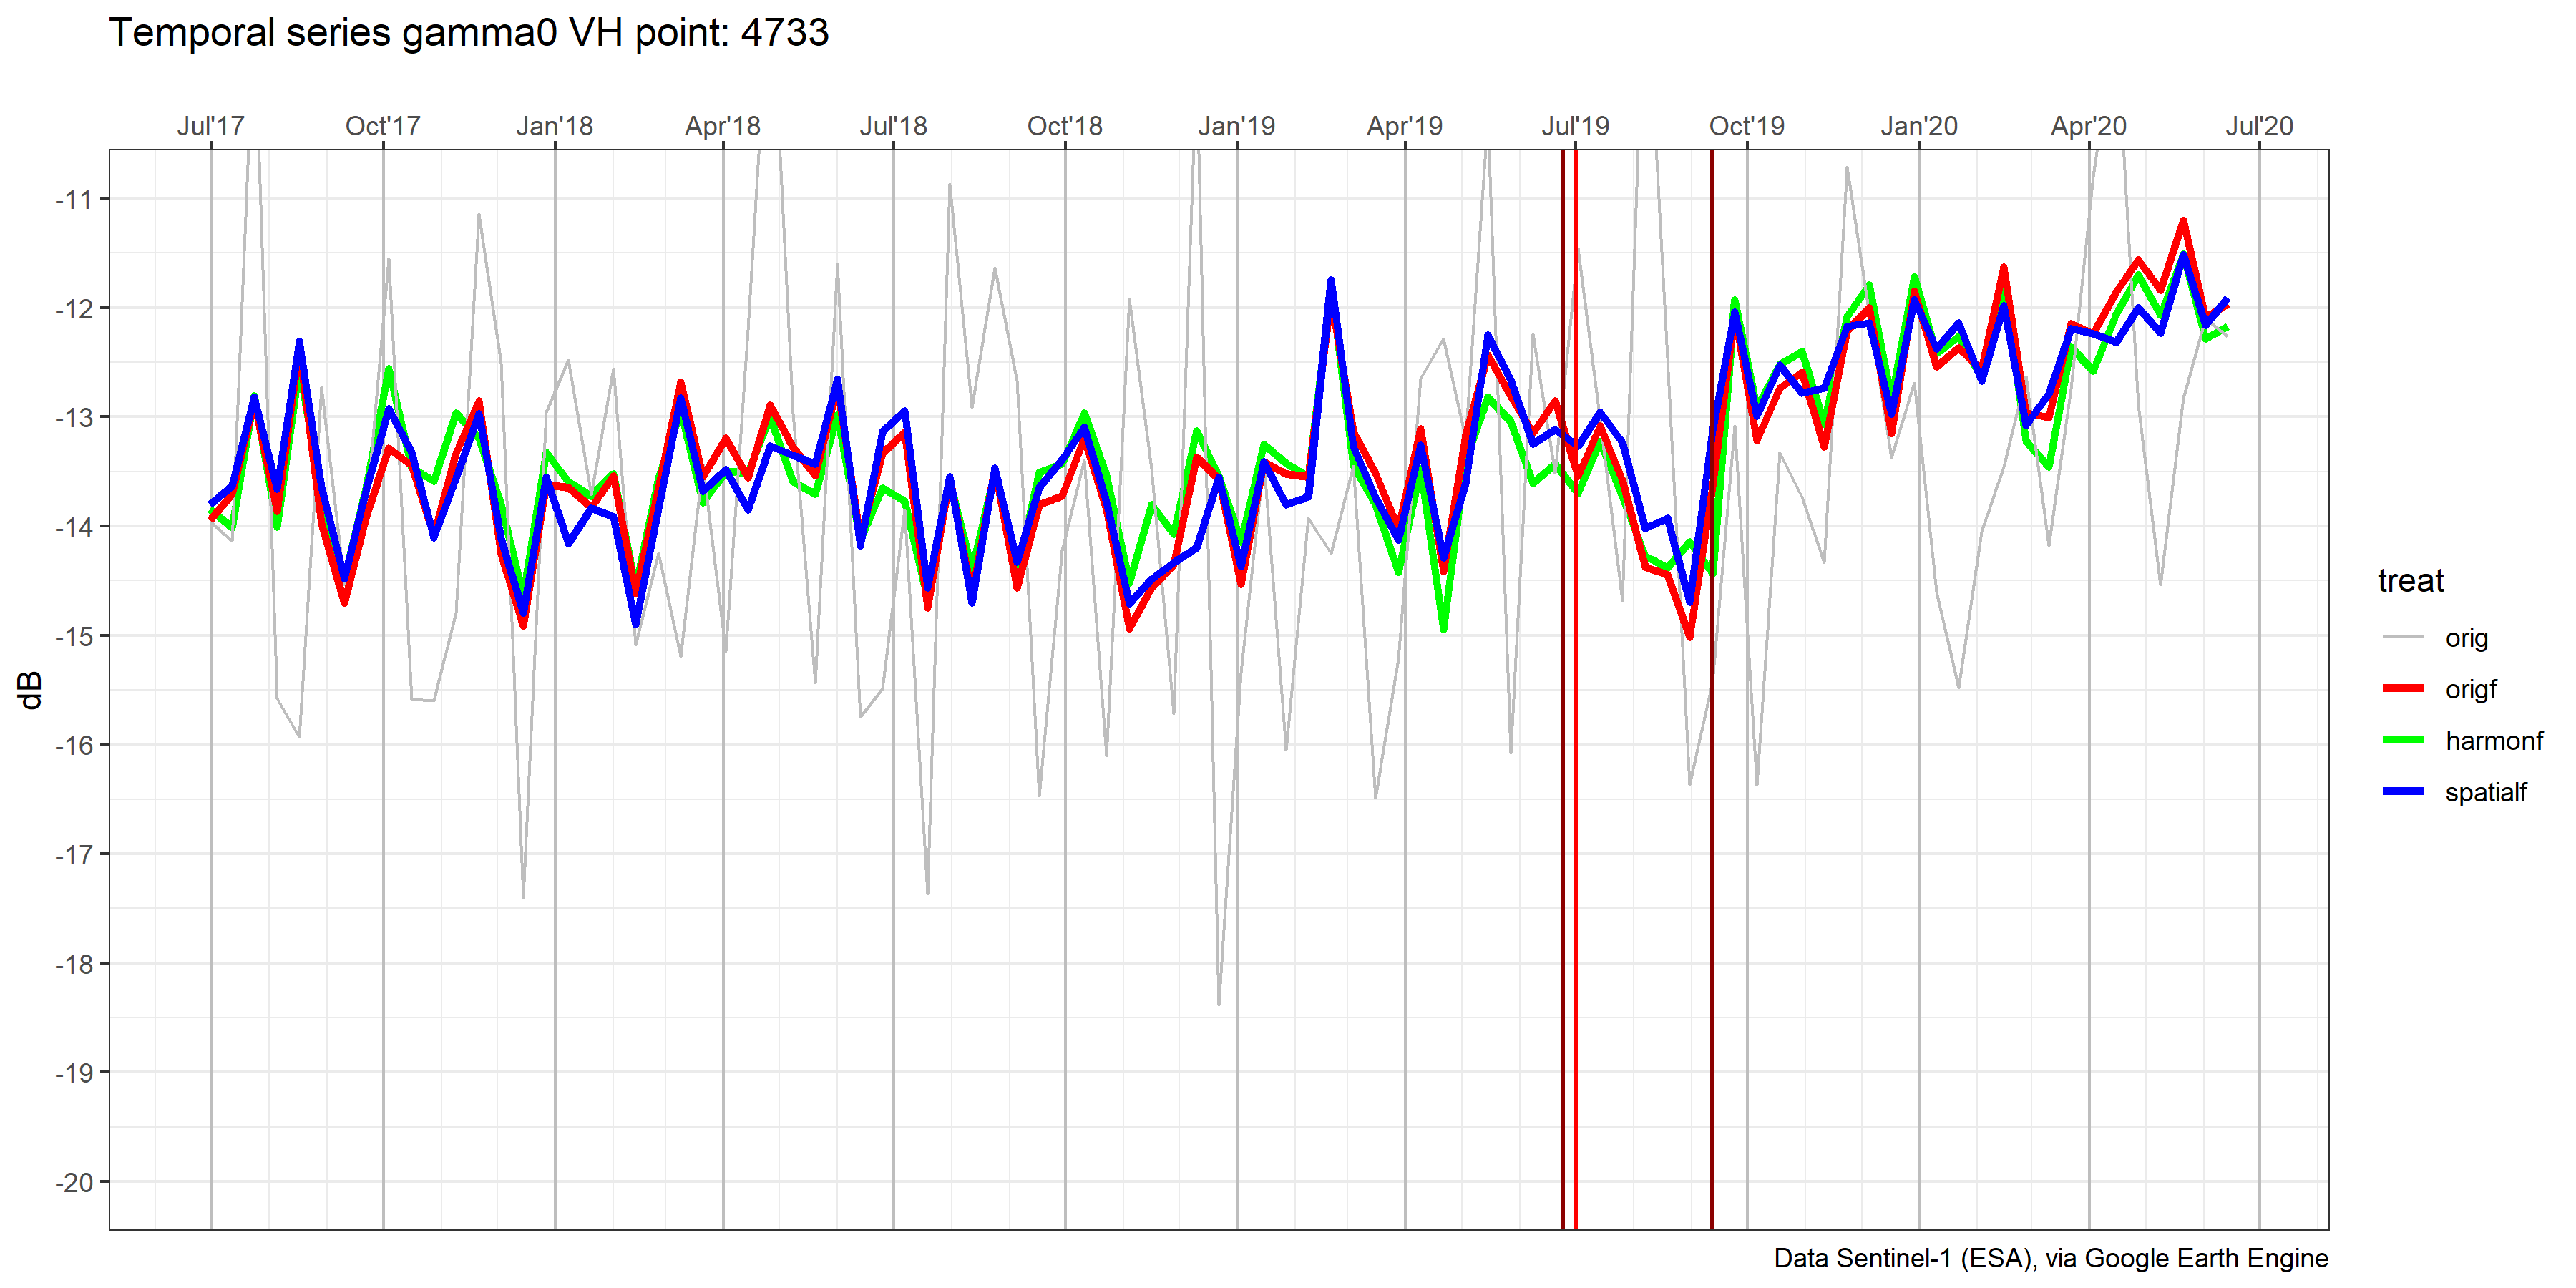 Temporal series gamma0 VH point: 4733
Jul'17 Oct'17 Jan'18 Apr'18 Jul'18 Oct'18 Jan'19 Apr'19 Jul'19 Oct'19 Jan'20 Apr'20 Jul'20
-11
-12
-13
-14
-15
-16
-17
-18
-19
-20
dB
treat
orig
origf
harmonf
spatialf
Data Sentinel-1 (ESA), via Google Earth Engine